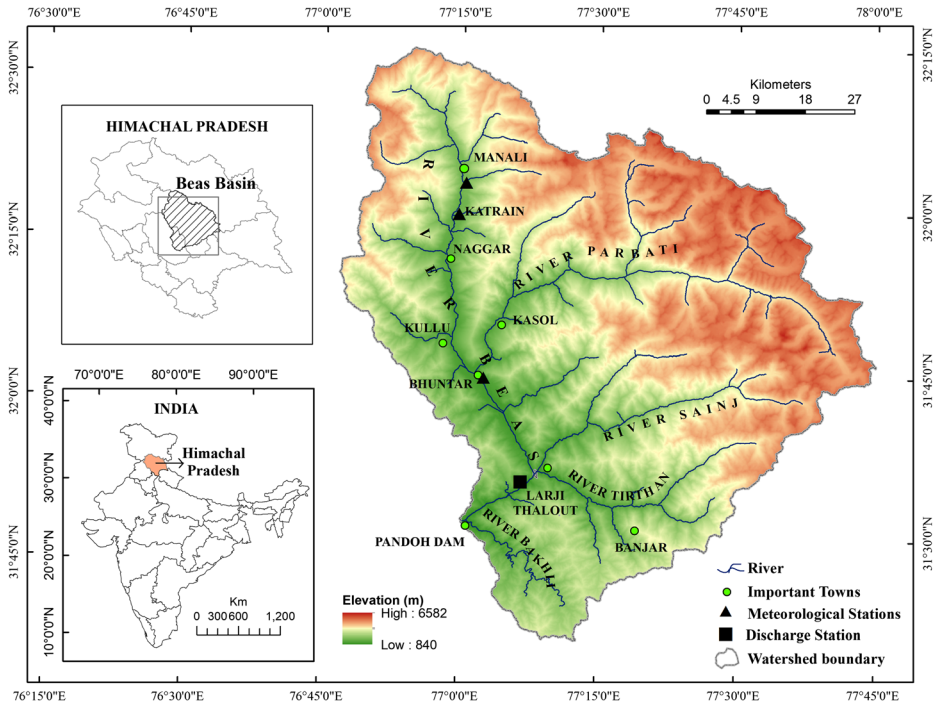 76°30'0"E 76°45'0"E 77°0'0"E 77°15'0"E 77°30'0"E 77°45'0"E 78°0'0"E
32°30'0"N
32°15'0"N
32°0'0"N
31°45'0"N
32°15'0"N
32°0'0"N
31°45'0"N
31°30'0"N
HIMACHAL PRADESH
Beas Basin
Kilometers
0 4.5 9 18 27
MANALI
KATRAIN
NAGGAR
KASOL
KULLU
BHUNTAR
LARJI
THALOUT
PANDOH DAM
BANJAR
RIVER BEAS
RIVER PARBATI
RIVER SAINJ
RIVER TIRTHAN
RIVER BAKHLI
70°0'0"E 80°0'0"E 90°0'0"E
40°0'0"N
30°0'0"N
20°0'0"N
10°0'0"N
INDIA
Himachal
Pradesh
Km
0 300 600 1,200
Elevation (m)
High : 6582
Low : 840
River
Important Towns
Meteorological Stations
Discharge Station
Watershed boundary
76°15'0"E 76°30'0"E 76°45'0"E 77°0'0"E 77°15'0"E 77°30'0"E 77°45'0"E